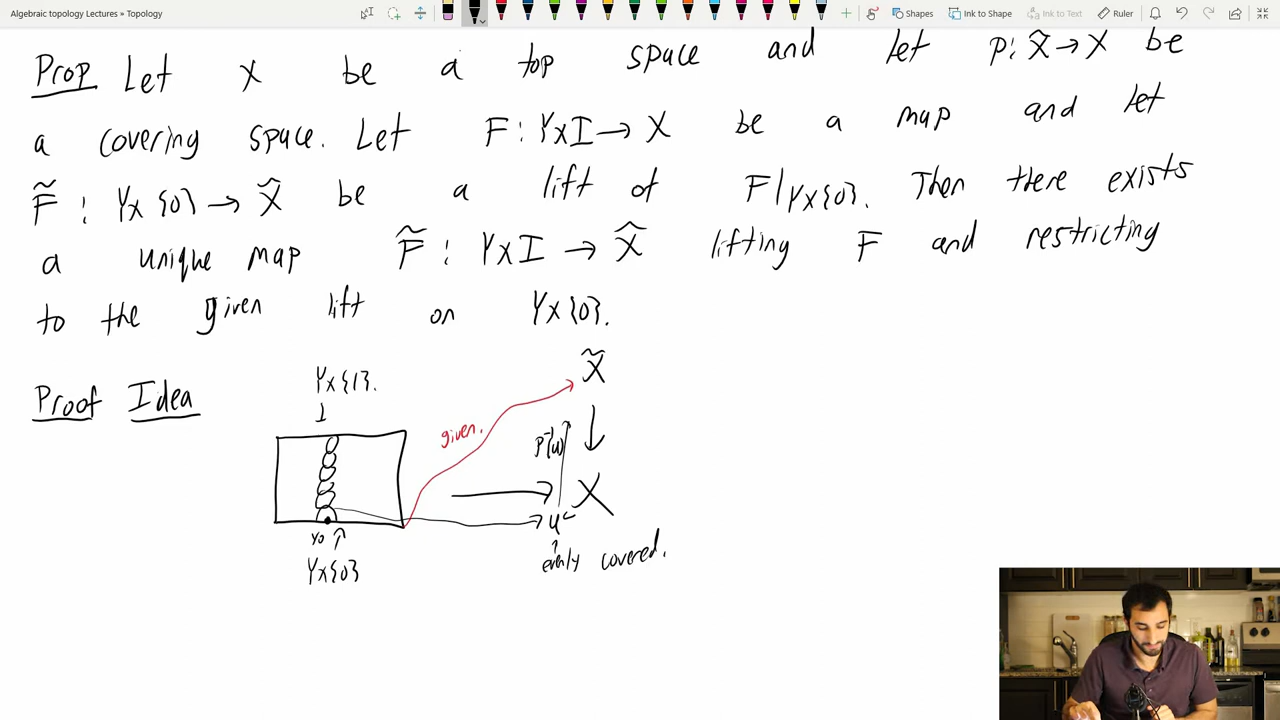 Algebraic topology Lectures » Topology
Shapes
Ink to Shape
Ink to Text
Ruler
Prop Let X be a top space and let p: X̃ → X be
a covering space. Let F : Y×I → X be a map and let
F̃ : Y×{0} → X̃ be a lift of F|Y×{0}. Then there exists
a unique map F̃ : Y×I → X̃ lifting F and restricting
to the given lift on Y×{0}.
Proof Idea
Y×{1}.
X̃
given.
p⁻¹(U)
X
U ⊂
y0
Y×{0}
evenly covered.